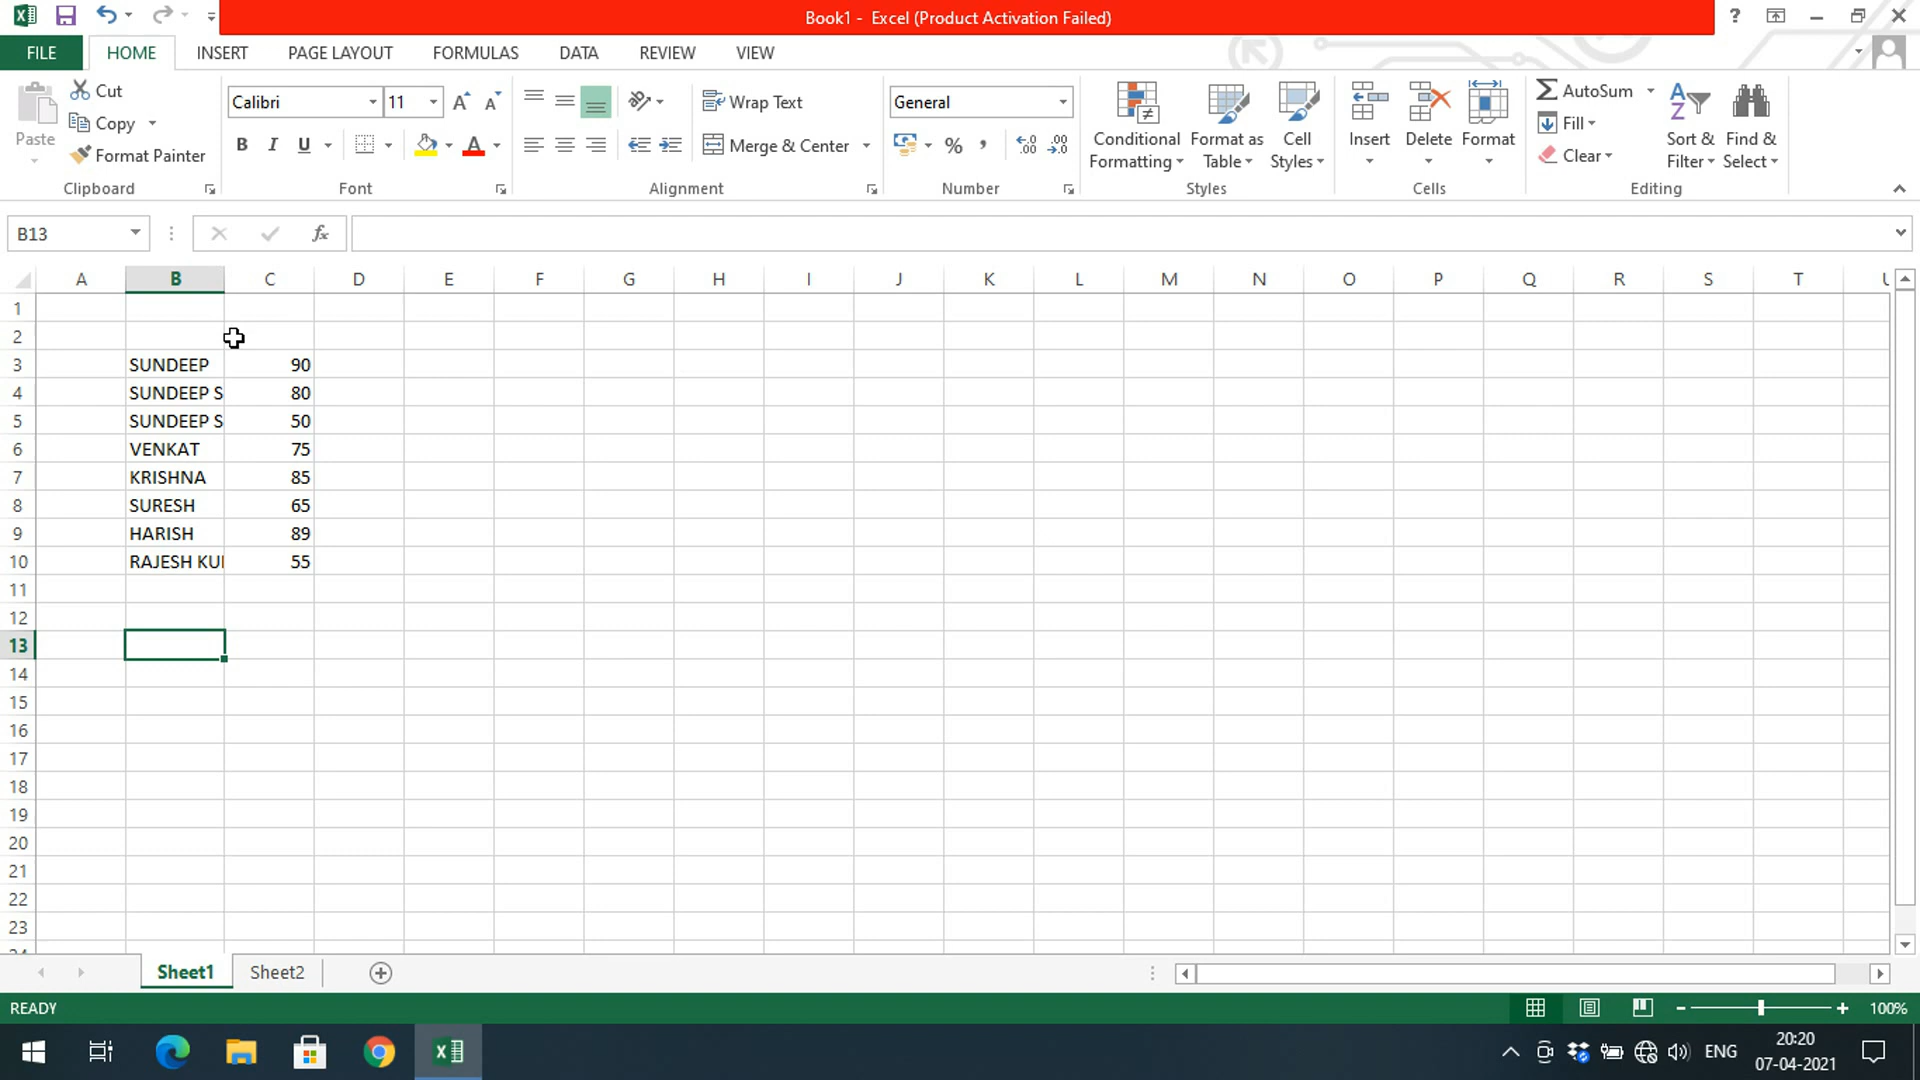 Book1 - Excel (Product Activation Failed)
?
FILE HOME INSERT PAGE LAYOUT FORMULAS DATA REVIEW VIEW
Paste
Cut
Copy
Format Painter
Clipboard
Calibri 11
B I U
Font
Wrap Text
Merge & Center
Alignment
General
%
Number
Conditional Formatting
Format as Table
Cell Styles
Styles
Insert
Delete
Format
Cells
AutoSum
Fill
Clear
Sort & Filter
Find & Select
Editing
B13
fx
A B C D E F G H I J K L M N O P Q R S T
1
2
3 SUNDEEP 90
4 SUNDEEP S 80
5 SUNDEEP S 50
6 VENKAT 75
7 KRISHNA 85
8 SURESH 65
9 HARISH 89
10 RAJESH KU 55
11
12
13
14
15
16
17
18
19
20
21
22
23
Sheet1 Sheet2
READY
100%
ENG
20:20
07-04-2021